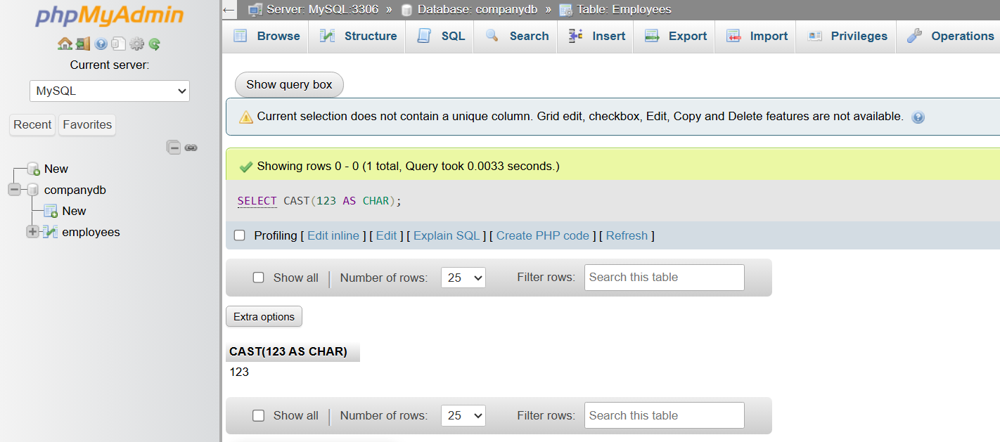 phpMyAdmin
Current server:
MySQL
Recent Favorites
New
companydb
New
employees
← Server: MySQL:3306 » Database: companydb » Table: Employees
Browse Structure SQL Search Insert Export Import Privileges Operations
Show query box
Current selection does not contain a unique column. Grid edit, checkbox, Edit, Copy and Delete features are not available.
Showing rows 0 - 0 (1 total, Query took 0.0033 seconds.)
SELECT CAST(123 AS CHAR);
Profiling [ Edit inline ] [ Edit ] [ Explain SQL ] [ Create PHP code ] [ Refresh ]
Show all | Number of rows: 25 Filter rows: Search this table
Extra options
CAST(123 AS CHAR)
123
Show all | Number of rows: 25 Filter rows: Search this table